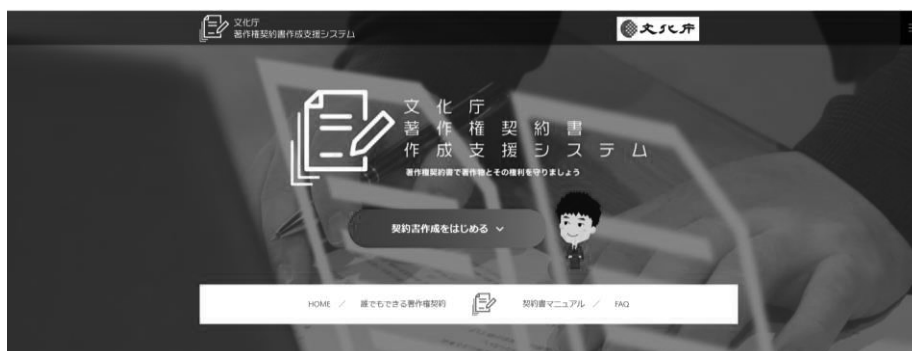 文化庁
著作権契約書作成支援システム
文化庁
文化庁
著作権契約書
作成支援システム
著作権契約書で著作物とその権利を守りましょう
契約書作成をはじめる
HOME ／ 誰でもできる著作権契約 契約書マニュアル ／ FAQ